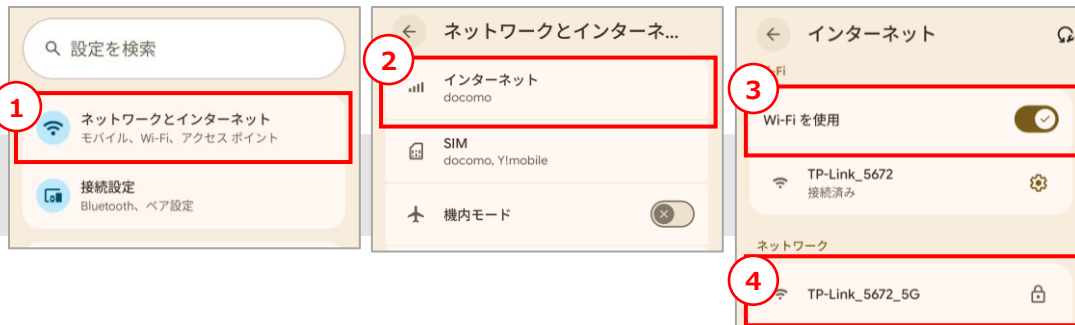 設定を検索
1
ネットワークとインターネット
モバイル、Wi-Fi、アクセスポイント
接続設定
Bluetooth、ペア設定
ネットワークとインターネ...
2
インターネット
docomo
SIM
docomo, Y!mobile
機内モード
インターネット
-Fi
3
Wi-Fi を使用
TP-Link_5672
接続済み
ネットワーク
4
TP-Link_5672_5G